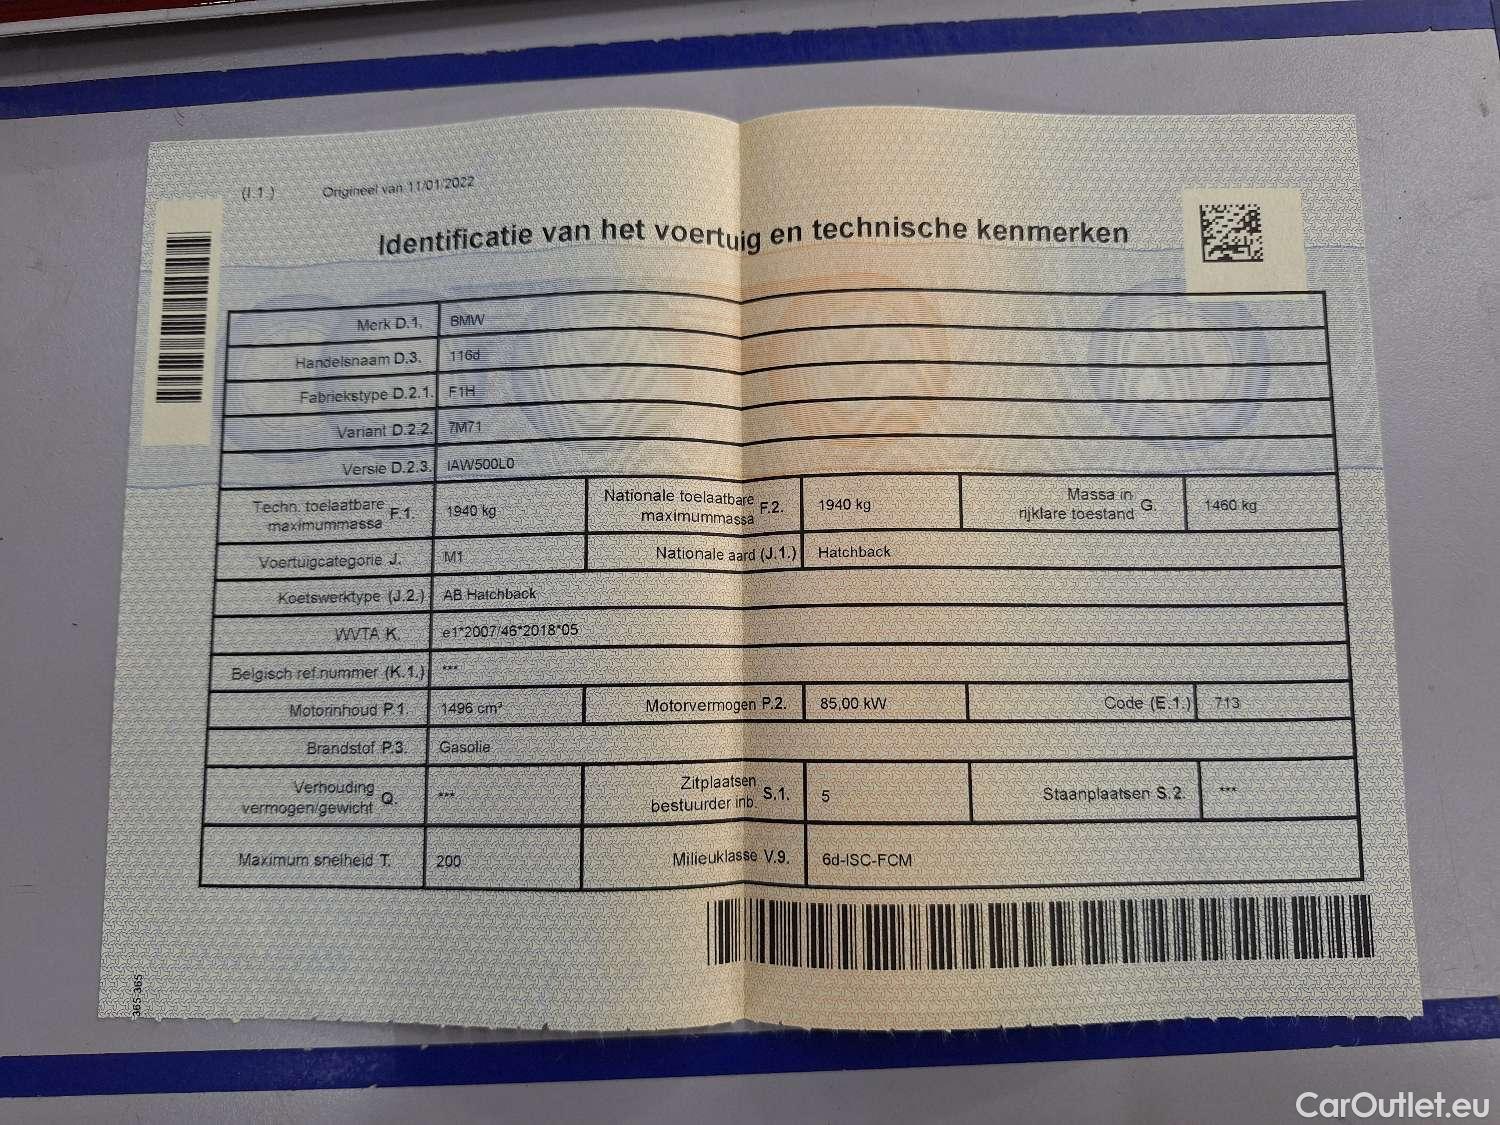 (I.1.) Origineel van 11/01/2022
Identificatie van het voertuig en technische kenmerken
Merk D.1. BMW
Handelsnaam D.3. 116d
Fabriekstype D.2.1. F1H
Variant D.2.2. 7M71
Versie D.2.3. IAW500L0
Techn. toelaatbare maximummassa F.1. 1940 kg Nationale toelaatbare maximummassa F.2. 1940 kg Massa in rijklare toestand G. 1460 kg
Voertuigcategorie J. M1 Nationale aard (J.1.) Hatchback
Koetswerktype (J.2.) AB Hatchback
WVTA K. e1*2007/46*2018*05
Belgisch ref.nummer (K.1.) ***
Motorinhoud P.1. 1496 cm³ Motorvermogen P.2. 85,00 kW Code (E.1.) 713
Brandstof P.3. Gasolie
Verhouding vermogen/gewicht Q. *** Zitplaatsen bestuurder inb. S.1. 5 Staanplaatsen S.2. ***
Maximum snelheid T. 200 Milieuklasse V.9. 6d-ISC-FCM
365-365
CarOutlet.eu